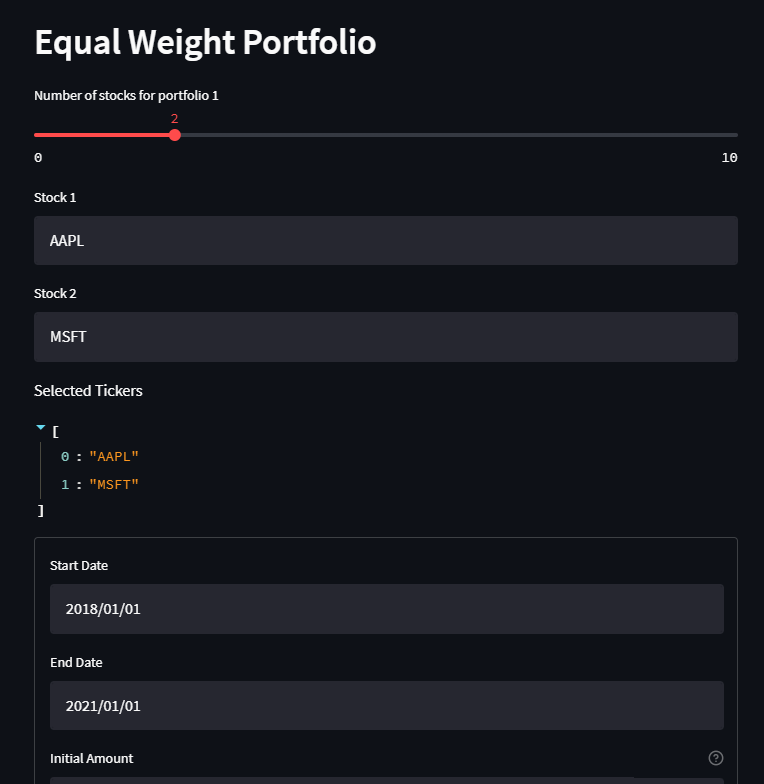 Equal Weight Portfolio
Number of stocks for portfolio 1
2
0 10
Stock 1
AAPL
Stock 2
MSFT
Selected Tickers
[
0 : "AAPL"
1 : "MSFT"
]
Start Date
2018/01/01
End Date
2021/01/01
Initial Amount ?